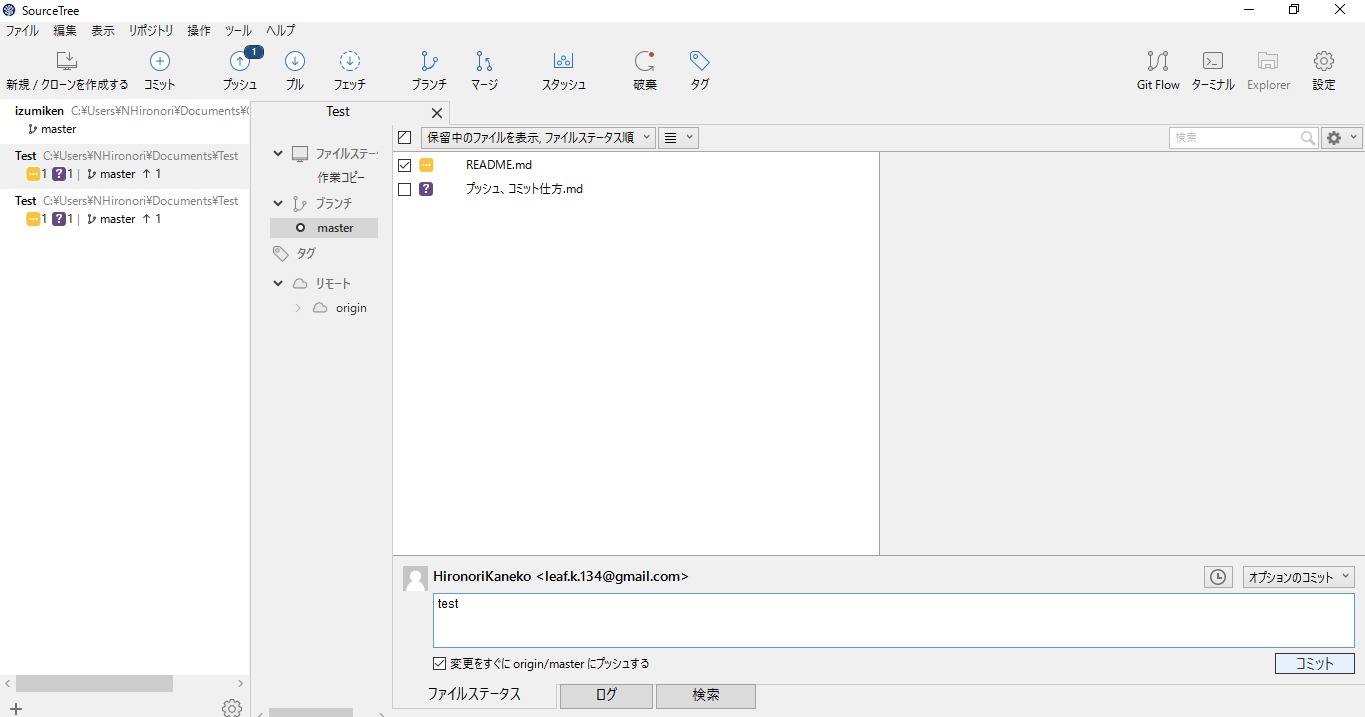 SourceTree
ファイル 編集 表示 リポジトリ 操作 ツール ヘルプ
1
新規 / クローンを作成する コミット プッシュ プル フェッチ ブランチ マージ スタッシュ 破棄 タグ Git Flow ターミナル Explorer 設定
izumiken C:¥Users¥NHironori¥Documents¥
master
Test C:¥Users¥NHironori¥Documents¥Test
1 ? 1 | master ↑ 1
Test C:¥Users¥NHironori¥Documents¥Test
1 ? 1 | master ↑ 1
Test
ファイルステー
作業コピー
ブランチ
master
タグ
リモート
origin
保留中のファイルを表示, ファイルステータス順
検索
README.md
? プッシュ、コミット仕方.md
HironoriKaneko <leaf.k.134@gmail.com>
オプションのコミット
test
変更をすぐに origin/master にプッシュする
コミット
ファイルステータス ログ 検索